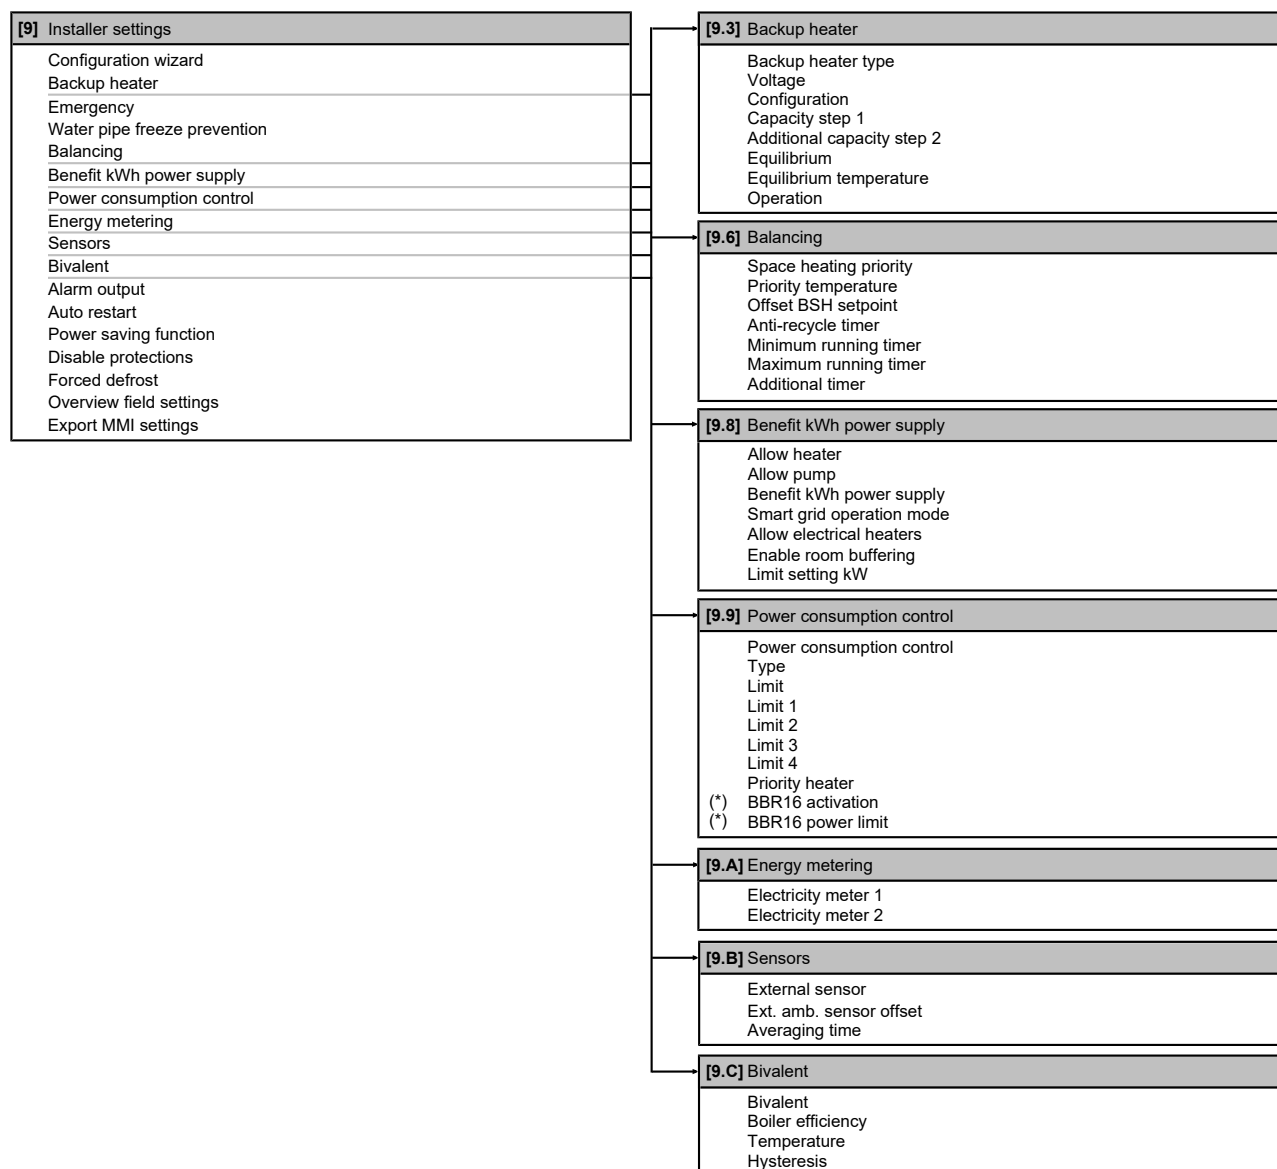 [9] Installer settings
Configuration wizard
Backup heater
Emergency
Water pipe freeze prevention
Balancing
Benefit kWh power supply
Power consumption control
Energy metering
Sensors
Bivalent
Alarm output
Auto restart
Power saving function
Disable protections
Forced defrost
Overview field settings
Export MMI settings
[9.3] Backup heater
Backup heater type
Voltage
Configuration
Capacity step 1
Additional capacity step 2
Equilibrium
Equilibrium temperature
Operation
[9.6] Balancing
Space heating priority
Priority temperature
Offset BSH setpoint
Anti-recycle timer
Minimum running timer
Maximum running timer
Additional timer
[9.8] Benefit kWh power supply
Allow heater
Allow pump
Benefit kWh power supply
Smart grid operation mode
Allow electrical heaters
Enable room buffering
Limit setting kW
[9.9] Power consumption control
Power consumption control
Type
Limit
Limit 1
Limit 2
Limit 3
Limit 4
Priority heater
(*) BBR16 activation
(*) BBR16 power limit
[9.A] Energy metering
Electricity meter 1
Electricity meter 2
[9.B] Sensors
External sensor
Ext. amb. sensor offset
Averaging time
[9.C] Bivalent
Bivalent
Boiler efficiency
Temperature
Hysteresis